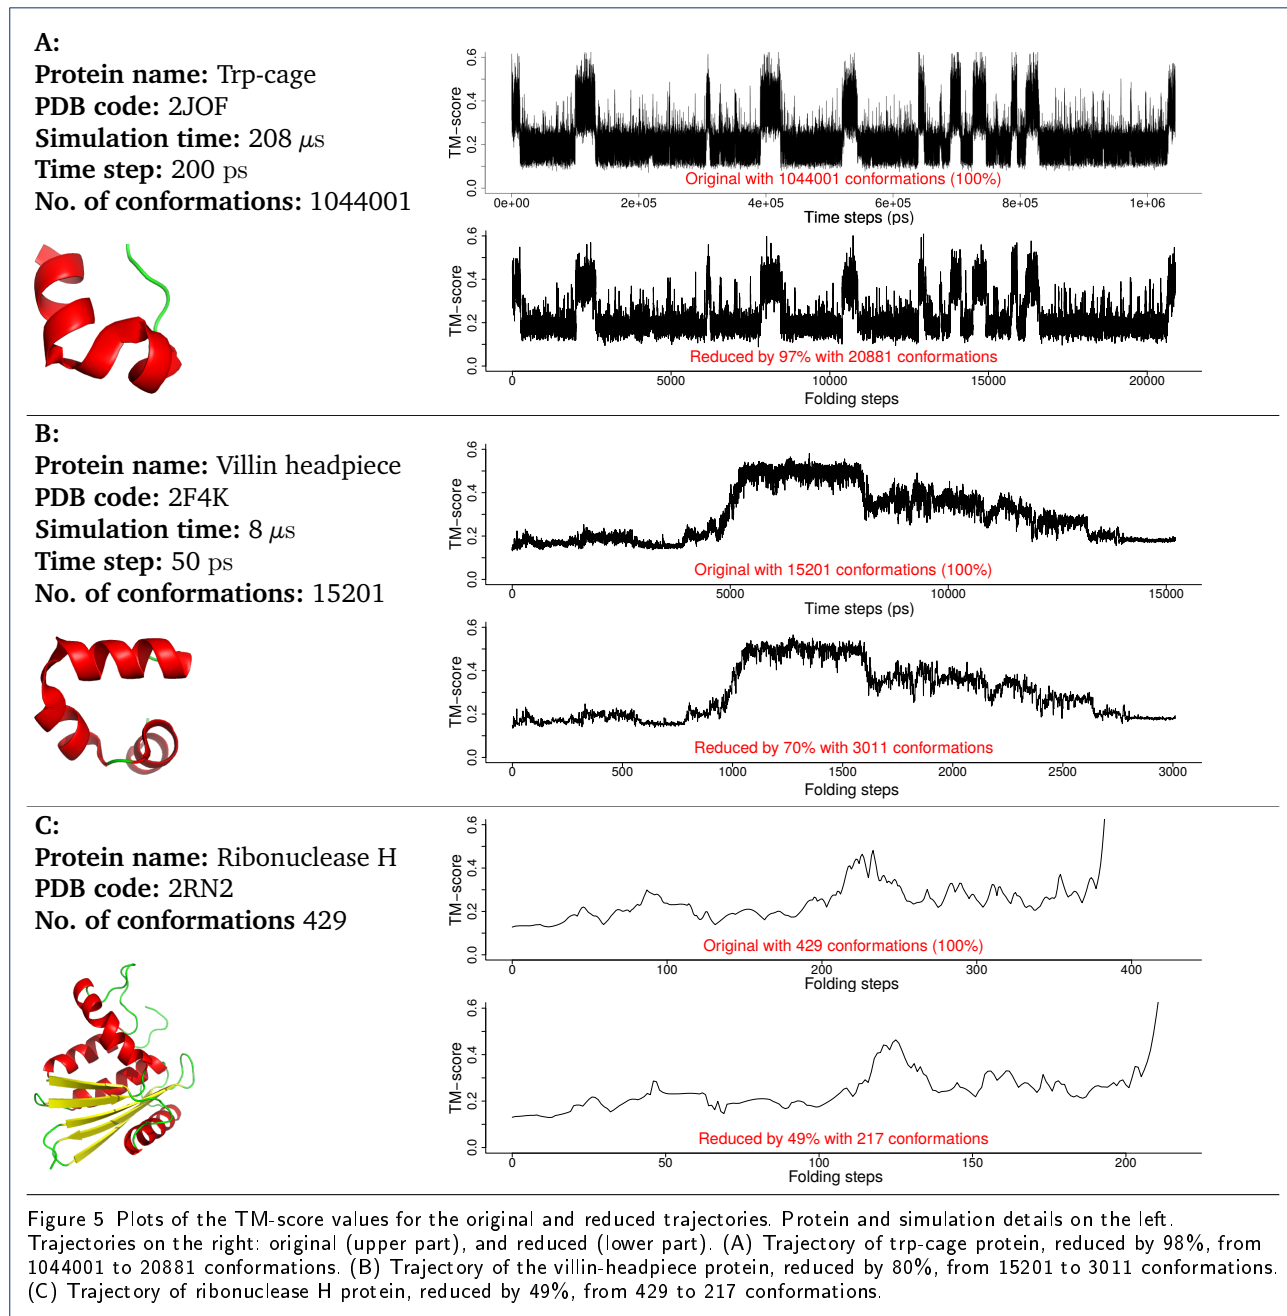 A:
Protein name: Trp-cage
PDB code: 2JOF
Simulation time: 208 μs
Time step: 200 ps
No. of conformations: 1044001
TM−score
0.0
0.2
0.4
0.6
Original with 1044001 conformations (100%)
0e+00 2e+05 4e+05 6e+05 8e+05 1e+06
Time steps (ps)
TM−score
0.0
0.2
0.4
0.6
Reduced by 97% with 20881 conformations
0 5000 10000 15000 20000
Folding steps
B:
Protein name: Villin headpiece
PDB code: 2F4K
Simulation time: 8 μs
Time step: 50 ps
No. of conformations: 15201
TM−score
0.0
0.2
0.4
0.6
Original with 15201 conformations (100%)
0 5000 10000 15000
Time steps (ps)
TM−score
0.0
0.2
0.4
0.6
Reduced by 70% with 3011 conformations
0 500 1000 1500 2000 2500 3000
Folding steps
C:
Protein name: Ribonuclease H
PDB code: 2RN2
No. of conformations 429
TM−score
0.0
0.2
0.4
0.6
Original with 429 conformations (100%)
0 100 200 300 400
Folding steps
TM−score
0.0
0.2
0.4
0.6
Reduced by 49% with 217 conformations
0 50 100 150 200
Folding steps
Figure 5 Plots of the TM-score values for the original and reduced trajectories. Protein and simulation details on the left.
Trajectories on the right: original (upper part), and reduced (lower part). (A) Trajectory of trp-cage protein, reduced by 98%, from
1044001 to 20881 conformations. (B) Trajectory of the villin-headpiece protein, reduced by 80%, from 15201 to 3011 conformations.
(C) Trajectory of ribonuclease H protein, reduced by 49%, from 429 to 217 conformations.